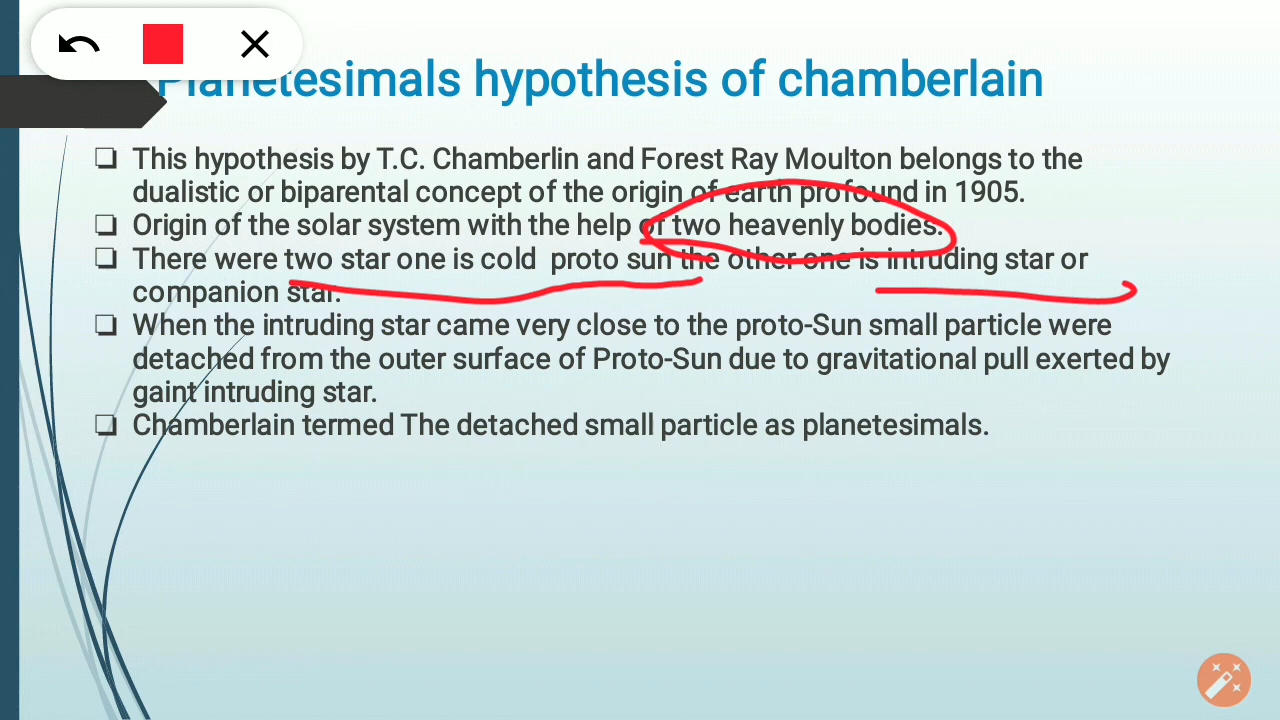 Planetesimals hypothesis of chamberlain
❑ This hypothesis by T.C. Chamberlin and Forest Ray Moulton belongs to the
dualistic or biparental concept of the origin of earth profound in 1905.
❑ Origin of the solar system with the help of two heavenly bodies.
❑ There were two star one is cold proto sun the other one is intruding star or
companion star.
❑ When the intruding star came very close to the proto-Sun small particle were
detached from the outer surface of Proto-Sun due to gravitational pull exerted by
gaint intruding star.
❑ Chamberlain termed The detached small particle as planetesimals.